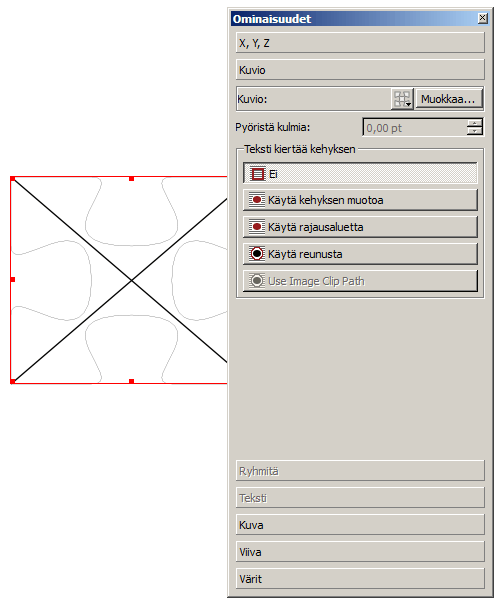 Ominaisuudet
X, Y, Z
Kuvio
Kuvio:
Muokkaa...
Pyöristä kulmia:
0,00 pt
Teksti kiertää kehyksen
Ei
Käytä kehyksen muotoa
Käytä rajausaluetta
Käytä reunusta
Use Image Clip Path
Ryhmitä
Teksti
Kuva
Viiva
Värit